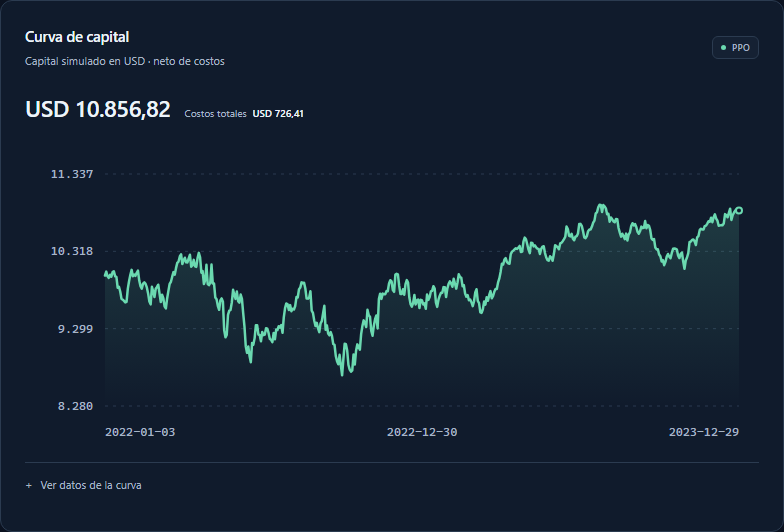 Curva de capital
Capital simulado en USD · neto de costos
PPO
USD 10.856,82 Costos totales USD 726,41
11.337
10.318
9.299
8.280
2022-01-03 2022-12-30 2023-12-29
+ Ver datos de la curva